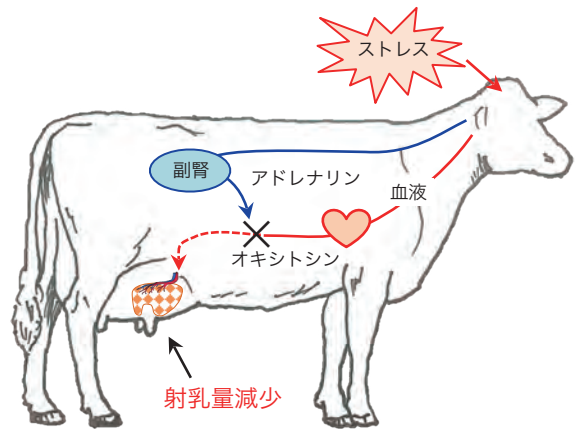 ストレス
副腎
アドレナリン
血液
オキシトシン
射乳量減少